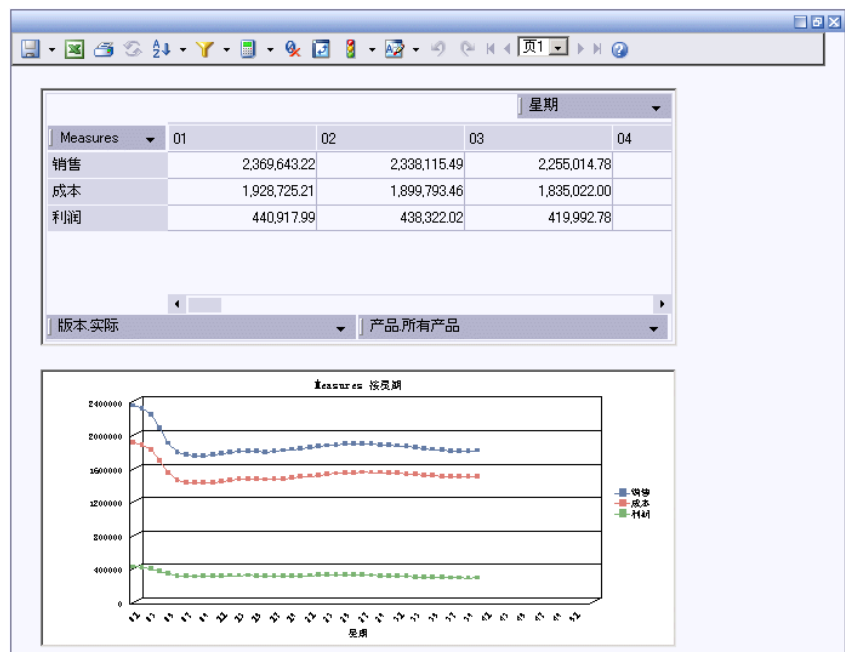 页1
星期
Measures 01 02 03 04
销售 2,369,643.22 2,338,115.49 2,255,014.78
成本 1,928,725.21 1,899,793.46 1,835,022.00
利润 440,917.99 438,322.02 419,992.78
版本.实际 产品.所有产品
Measures 按星期
2400000
2000000
1600000
1200000
800000
400000
0
销售
成本
利润
星期